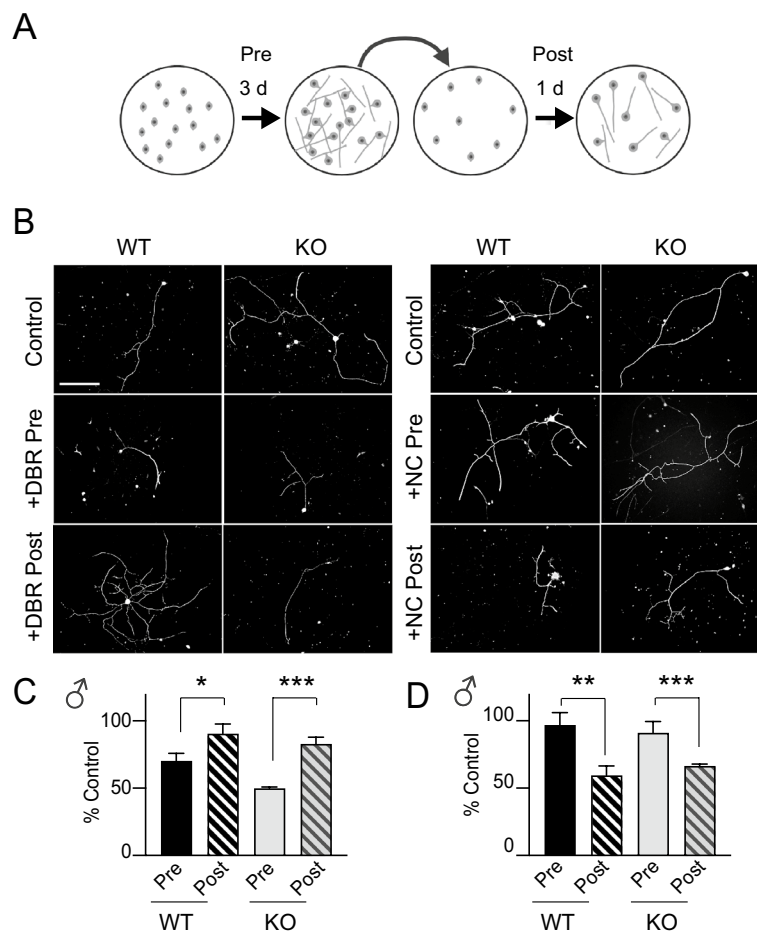 A
Pre
3 d
Post
1 d
B
WT
KO
WT
KO
Control
+DBR Pre
+DBR Post
Control
+NC Pre
+NC Post
C
♂
% Control
100
50
0
*
***
Pre
Post
Pre
Post
WT
KO
D
♂
% Control
100
50
0
**
***
Pre
Post
Pre
Post
WT
KO